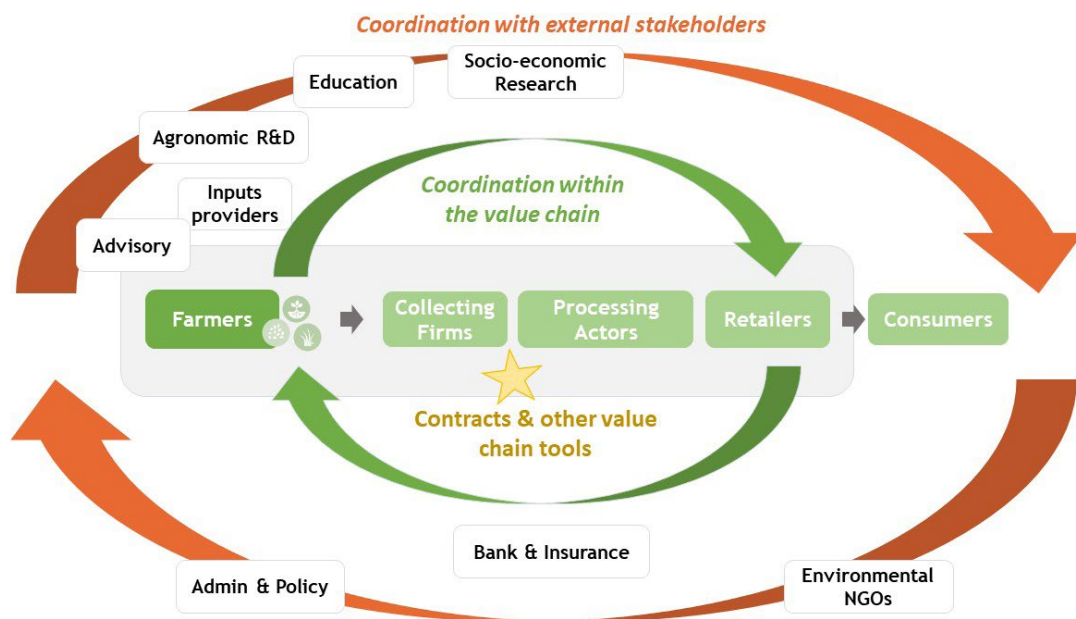 Coordination with external stakeholders
Socio-economic
Research
Education
Agronomic R&D
Inputs
providers
Advisory
Coordination within
the value chain
Farmers
Collecting
Firms
Processing
Actors
Retailers
Consumers
Contracts & other value
chain tools
Bank & Insurance
Admin & Policy
Environmental
NGOs